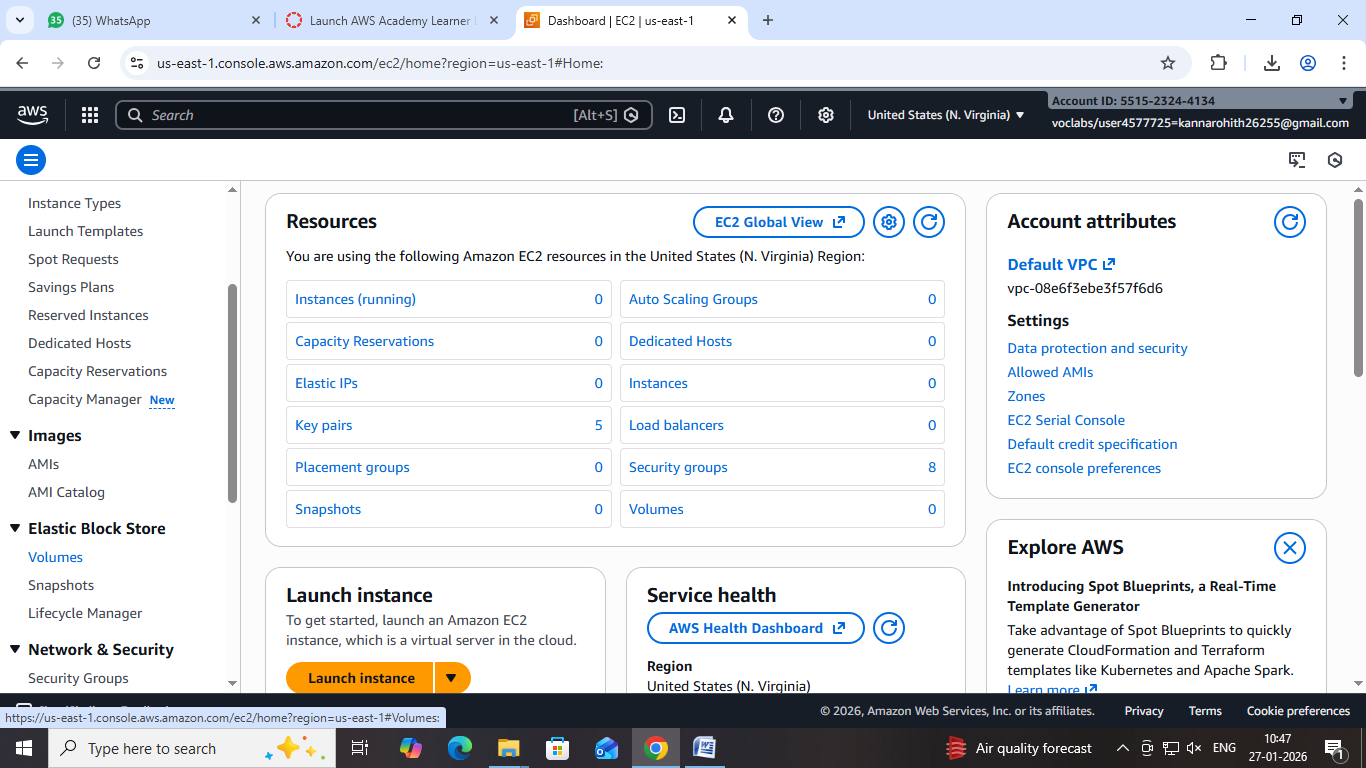 (35) WhatsApp
Launch AWS Academy Learner L
Dashboard | EC2 | us-east-1
us-east-1.console.aws.amazon.com/ec2/home?region=us-east-1#Home:
aws
Search
[Alt+S]
United States (N. Virginia)
Account ID: 5515-2324-4134
voclabs/user4577725=kannarohith26255@gmail.com
Instance Types
Launch Templates
Spot Requests
Savings Plans
Reserved Instances
Dedicated Hosts
Capacity Reservations
Capacity Manager New
Images
AMIs
AMI Catalog
Elastic Block Store
Volumes
Snapshots
Lifecycle Manager
Network & Security
Security Groups
Resources
EC2 Global View
You are using the following Amazon EC2 resources in the United States (N. Virginia) Region:
Instances (running) 0
Auto Scaling Groups 0
Capacity Reservations 0
Dedicated Hosts 0
Elastic IPs 0
Instances 0
Key pairs 5
Load balancers 0
Placement groups 0
Security groups 8
Snapshots 0
Volumes 0
Launch instance
To get started, launch an Amazon EC2
instance, which is a virtual server in the cloud.
Launch instance
Service health
AWS Health Dashboard
Region
United States (N. Virginia)
Account attributes
Default VPC
vpc-08e6f3ebe3f57f6d6
Settings
Data protection and security
Allowed AMIs
Zones
EC2 Serial Console
Default credit specification
EC2 console preferences
Explore AWS
Introducing Spot Blueprints, a Real-Time
Template Generator
Take advantage of Spot Blueprints to quickly
generate CloudFormation and Terraform
templates like Kubernetes and Apache Spark.
Learn more
https://us-east-1.console.aws.amazon.com/ec2/home?region=us-east-1#Volumes:
© 2026, Amazon Web Services, Inc. or its affiliates.
Privacy
Terms
Cookie preferences
Type here to search
Air quality forecast
ENG
10:47
27-01-2026
1